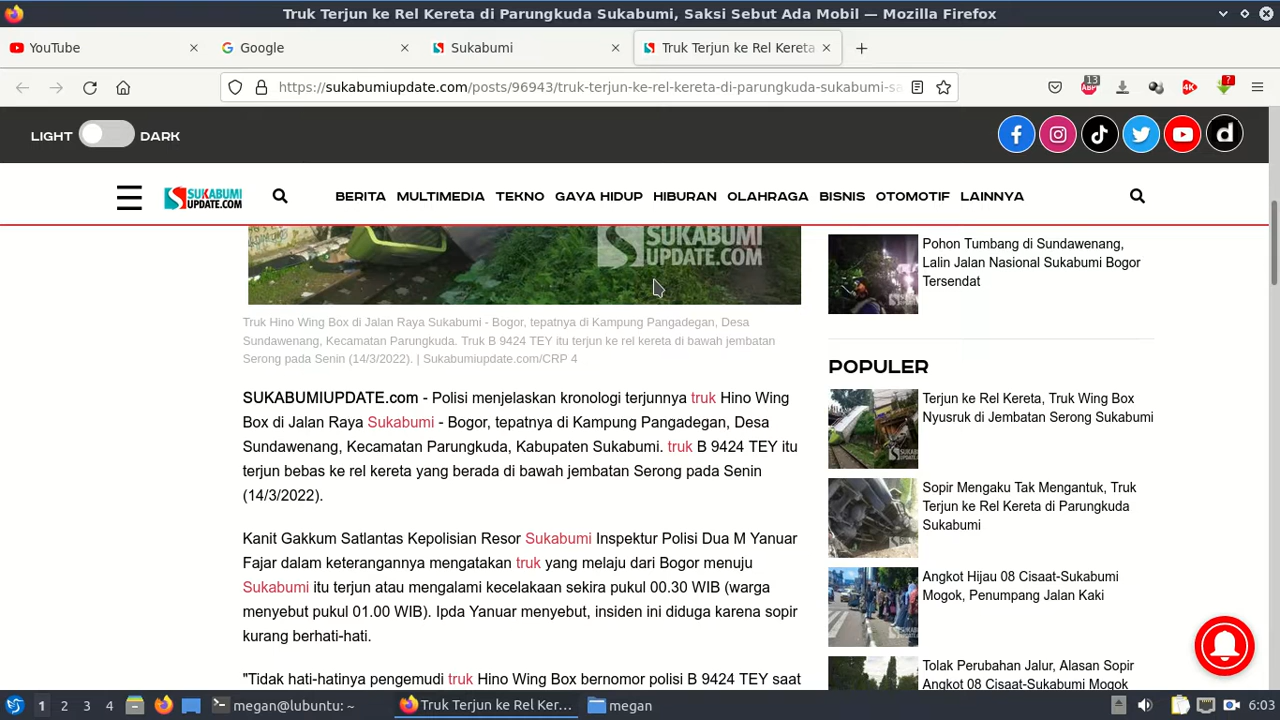 Truk Terjun ke Rel Kereta di Parungkuda Sukabumi, Saksi Sebut Ada Mobil — Mozilla Firefox
YouTube
Google
Sukabumi
Truk Terjun ke Rel Kereta
https://sukabumiupdate.com/posts/96943/truk-terjun-ke-rel-kereta-di-parungkuda-sukabumi-sa
13
ABP
4K
7
LIGHT
DARK
SUKABUMI
UPDATE.COM
BERITA MULTIMEDIA TEKNO GAYA HIDUP HIBURAN OLAHRAGA BISNIS OTOMOTIF LAINNYA
SUKABUMI
UPDATE.COM
Truk Hino Wing Box di Jalan Raya Sukabumi - Bogor, tepatnya di Kampung Pangadegan, Desa
Sundawenang, Kecamatan Parungkuda. Truk B 9424 TEY itu terjun ke rel kereta di bawah jembatan
Serong pada Senin (14/3/2022). | Sukabumiupdate.com/CRP 4
SUKABUMIUPDATE.com - Polisi menjelaskan kronologi terjunnya truk Hino Wing
Box di Jalan Raya Sukabumi - Bogor, tepatnya di Kampung Pangadegan, Desa
Sundawenang, Kecamatan Parungkuda, Kabupaten Sukabumi. truk B 9424 TEY itu
terjun bebas ke rel kereta yang berada di bawah jembatan Serong pada Senin
(14/3/2022).
Kanit Gakkum Satlantas Kepolisian Resor Sukabumi Inspektur Polisi Dua M Yanuar
Fajar dalam keterangannya mengatakan truk yang melaju dari Bogor menuju
Sukabumi itu terjun atau mengalami kecelakaan sekira pukul 00.30 WIB (warga
menyebut pukul 01.00 WIB). Ipda Yanuar menyebut, insiden ini diduga karena sopir
kurang berhati-hati.
"Tidak hati-hatinya pengemudi truk Hino Wing Box bernomor polisi B 9424 TEY saat
Pohon Tumbang di Sundawenang,
Lalin Jalan Nasional Sukabumi Bogor
Tersendat
POPULER
Terjun ke Rel Kereta, Truk Wing Box
Nyusruk di Jembatan Serong Sukabumi
Sopir Mengaku Tak Mengantuk, Truk
Terjun ke Rel Kereta di Parungkuda
Sukabumi
Angkot Hijau 08 Cisaat-Sukabumi
Mogok, Penumpang Jalan Kaki
Tolak Perubahan Jalur, Alasan Sopir
Angkot 08 Cisaat-Sukabumi Mogok
1 2 3 4
megan@lubuntu: ~
Truk Terjun ke Rel Ker...
megan
6:03